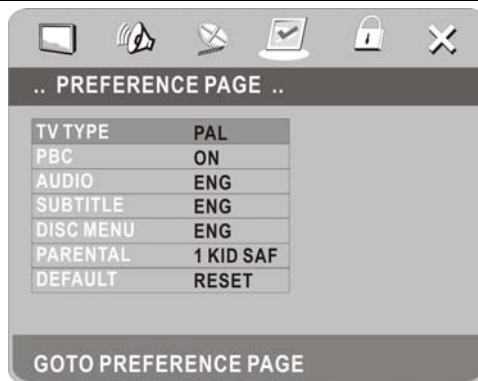 .. PREFERENCE PAGE ..
TV TYPE PAL
PBC ON
AUDIO ENG
SUBTITLE ENG
DISC MENU ENG
PARENTAL 1 KID SAF
DEFAULT RESET
GOTO PREFERENCE PAGE